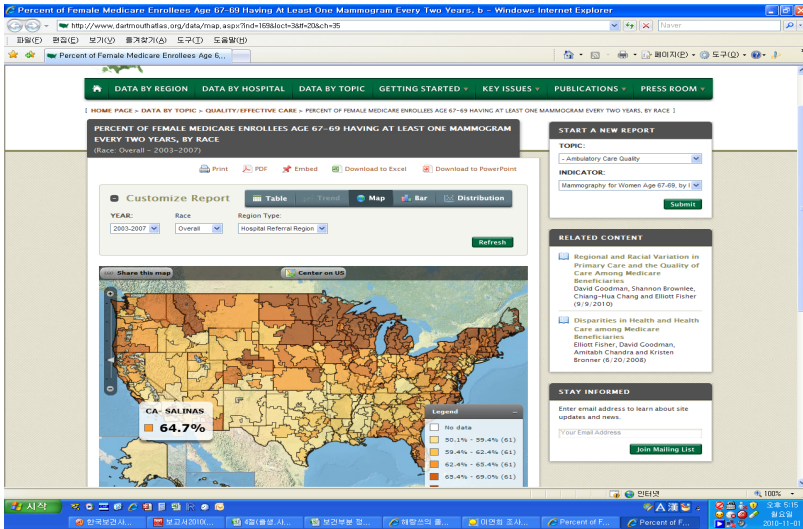 Percent of Female Medicare Enrollees Age 67-69 Having At Least One Mammogram Every Two Years, b - Windows Internet Explorer
http://www.dartmouthatlas.org/data/map.aspx?ind=169&loct=3&tf=20&ch=35
Naver
파일(F) 편집(E) 보기(V) 즐겨찾기(A) 도구(T) 도움말(H)
Percent of Female Medicare Enrollees Age 6...
페이지(P) 도구(O)
DATA BY REGION DATA BY HOSPITAL DATA BY TOPIC GETTING STARTED KEY ISSUES PUBLICATIONS PRESS ROOM
[ HOME PAGE > DATA BY TOPIC > QUALITY/EFFECTIVE CARE > PERCENT OF FEMALE MEDICARE ENROLLEES AGE 67-69 HAVING AT LEAST ONE MAMMOGRAM EVERY TWO YEARS, BY RACE ]
PERCENT OF FEMALE MEDICARE ENROLLEES AGE 67-69 HAVING AT LEAST ONE MAMMOGRAM
EVERY TWO YEARS, BY RACE
(Race: Overall - 2003-2007)
Print PDF Embed Download to Excel Download to PowerPoint
Customize Report Table Trend Map Bar Distribution
YEAR: Race Region Type:
2003-2007 Overall Hospital Referral Region
Refresh
Share this map Center on US
CA- SALINAS
64.7%
Legend
No data
50.1% - 59.4% (61)
59.4% - 62.4% (61)
62.4% - 65.4% (61)
65.4% - 69.0% (61)
START A NEW REPORT
TOPIC:
- Ambulatory Care Quality
INDICATOR:
Mammography for Women Age 67-69, by
Submit
RELATED CONTENT
Regional and Racial Variation in
Primary Care and the Quality of
Care Among Medicare
Beneficiaries
David Goodman, Shannon Brownlee,
Chiang-Hua Chang and Elliott Fisher
(9/9/2010)
Disparities in Health and Health
Care among Medicare
Beneficiaries
Elliott Fisher, David Goodman,
Amitabh Chandra and Kristen
Bronner (6/20/2008)
STAY INFORMED
Enter email address to learn about site
updates and news.
Your Email Address
Join Mailing List
인터넷 100%
시작
A 漢
오후 5:15
월요일
2010-11-01
한국보건사... 보고서2010(... 4절(출생,사... 보건부분 정... 해랑쓰의 블... 이연희 조사... Percent of F... Percent of F...